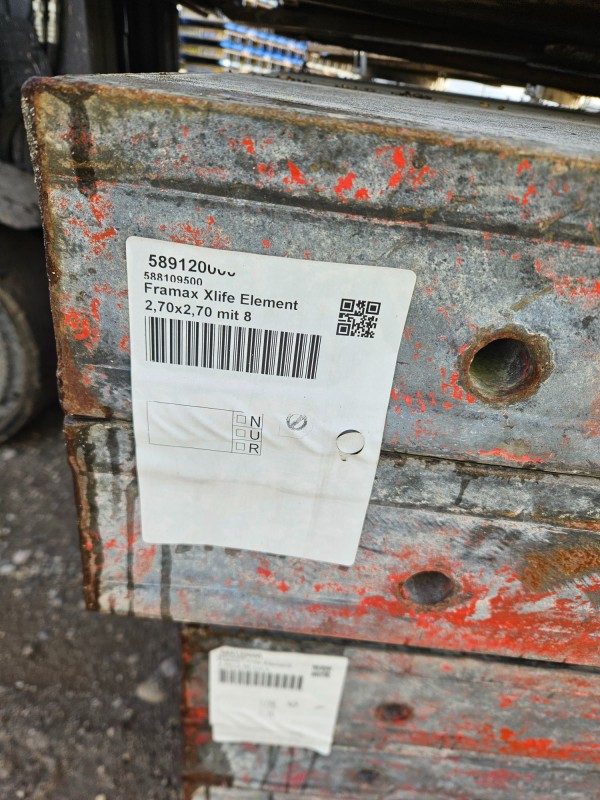 589120000
588109500
Framax Xlife Element
2,70x2,70 mit 8
N
U
R